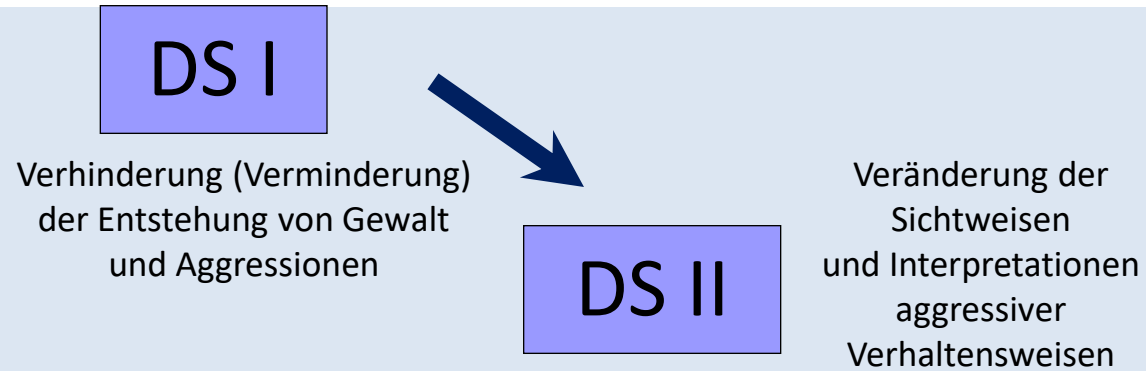 DS I
Verhinderung (Verminderung)
der Entstehung von Gewalt
und Aggressionen
DS II
Veränderung der
Sichtweisen
und Interpretationen
aggressiver
Verhaltensweisen